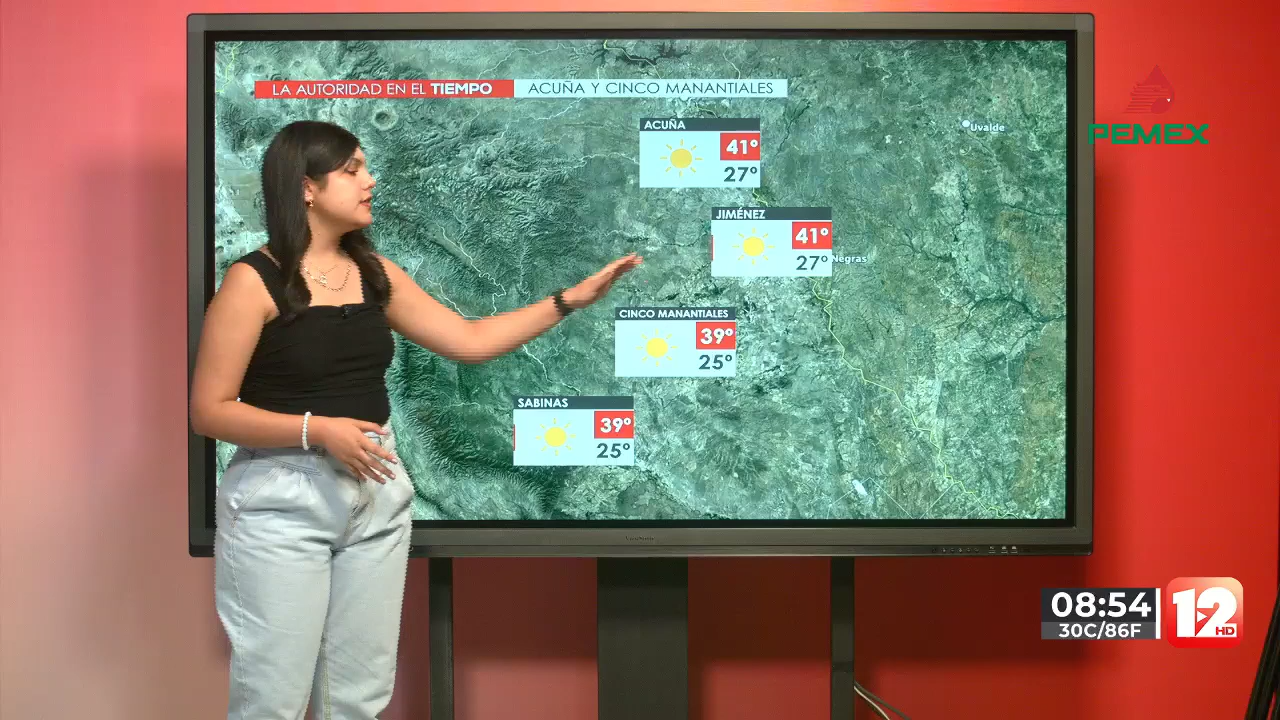 LA AUTORIDAD EN EL TIEMPO ACUÑA Y CINCO MANANTIALES
ACUÑA
41°
27°
Uvalde
PEMEX
JIMÉNEZ
41°
27°
Negras
CINCO MANANTIALES
39°
25°
SABINAS
39°
25°
ViewSonic
08:54
30C/86F
12
HD